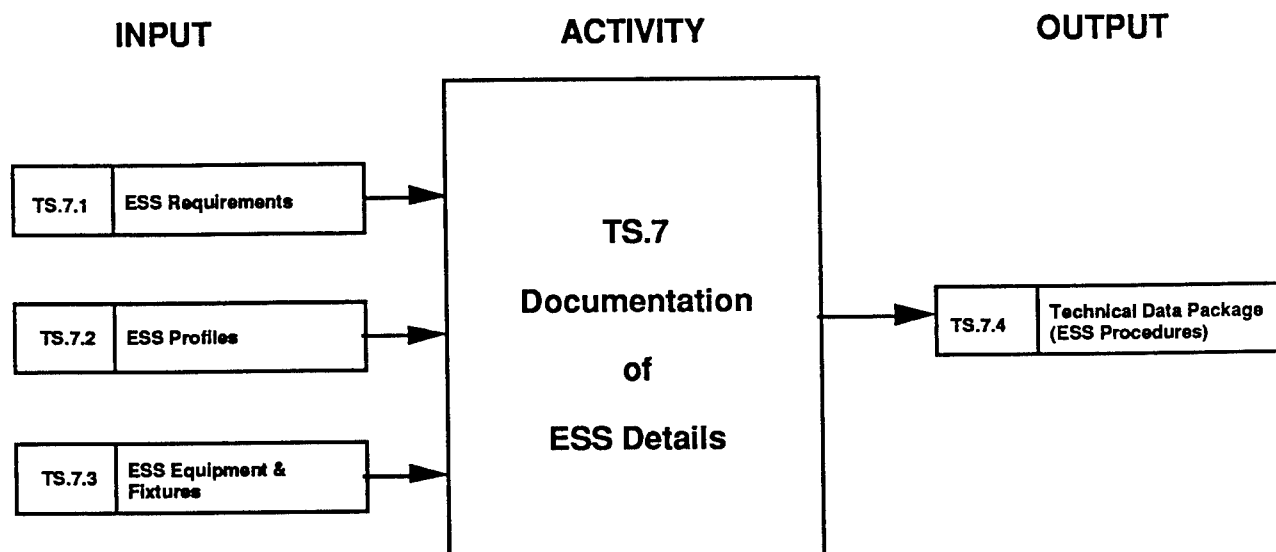 INPUT
ACTIVITY
OUTPUT
TS.7.1
ESS Requirements
TS.7.2
ESS Profiles
TS.7.3
ESS Equipment &
Fixtures
TS.7
Documentation
of
ESS Details
TS.7.4
Technical Data Package
(ESS Procedures)